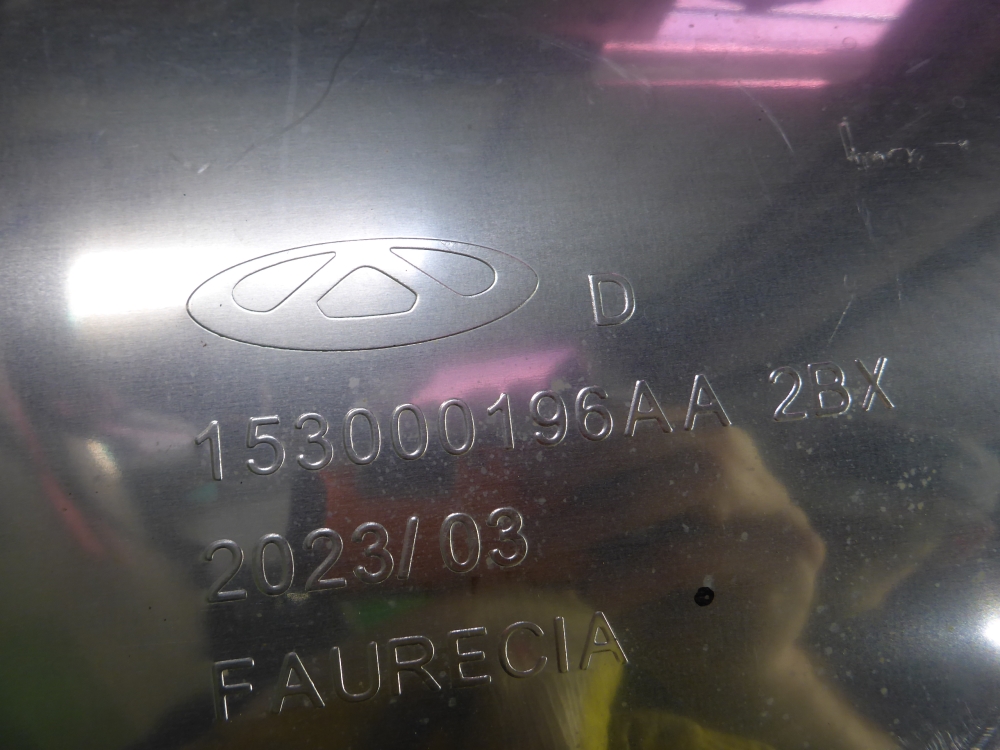 D
153000196AA 2BX
2023/03
FAURECIA